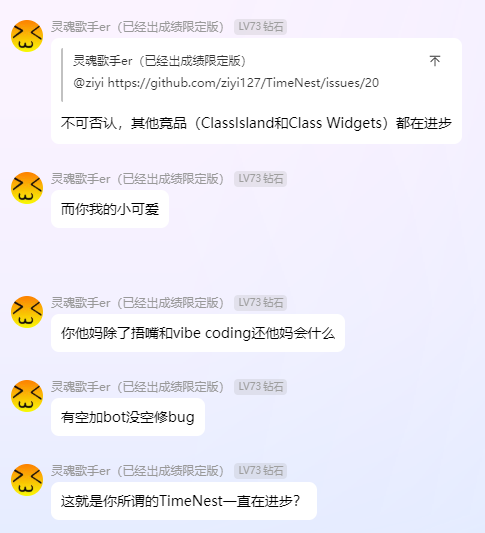 灵魂歌手er（已经出成绩限定版） LV73 钻石
灵魂歌手er（已经出成绩限定版）
@ziyi https://github.com/ziyi127/TimeNest/issues/20
不可否认，其他竞品（ClassIsland和Class Widgets）都在进步
灵魂歌手er（已经出成绩限定版） LV73 钻石
而你我的小可爱
灵魂歌手er（已经出成绩限定版） LV73 钻石
你他妈除了捂嘴和vibe coding还他妈会什么
灵魂歌手er（已经出成绩限定版） LV73 钻石
有空加bot没空修bug
灵魂歌手er（已经出成绩限定版） LV73 钻石
这就是你所谓的TimeNest一直在进步？